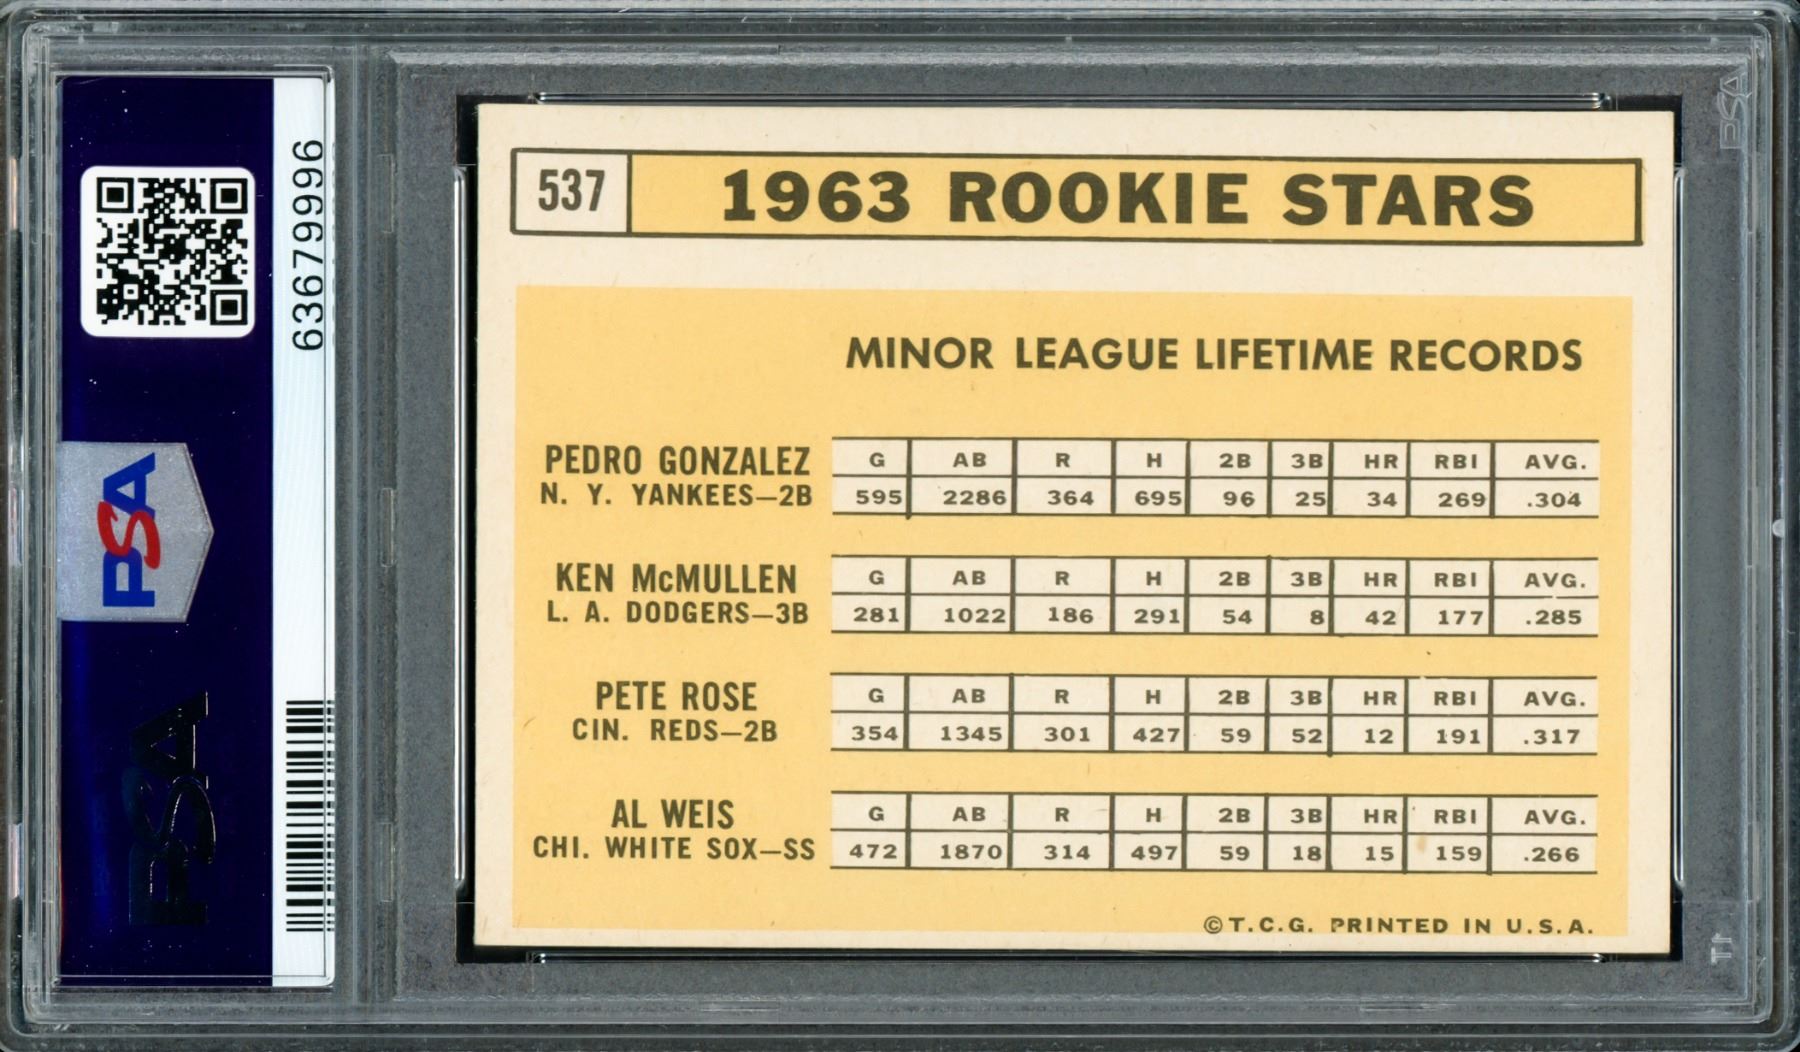 PSA
63679996
PSA
PSA
537 1963 ROOKIE STARS
MINOR LEAGUE LIFETIME RECORDS
PEDRO GONZALEZ G AB R H 2B 3B HR RBI AVG.
N. Y. YANKEES—2B 595 2286 364 695 96 25 34 269 .304
KEN McMULLEN G AB R H 2B 3B HR RBI AVG.
L. A. DODGERS—3B 281 1022 186 291 54 8 42 177 .285
PETE ROSE G AB R H 2B 3B HR RBI AVG.
CIN. REDS—2B 354 1345 301 427 59 52 12 191 .317
AL WEIS G AB R H 2B 3B HR RBI AVG.
CHI. WHITE SOX—SS 472 1870 314 497 59 18 15 159 .266
©T.C.G. PRINTED IN U.S.A.
PSA